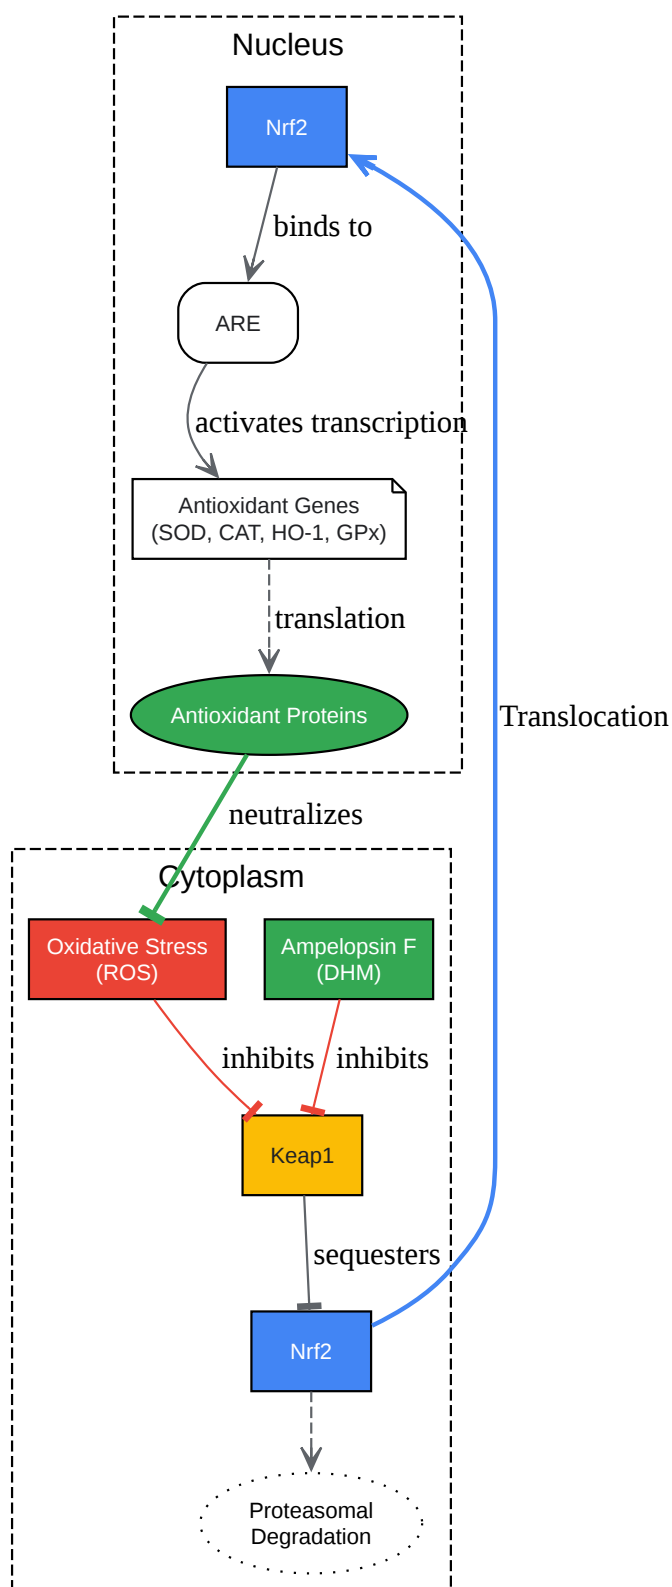 Nucleus
Nrf2
binds to
ARE
activates transcription
Antioxidant Genes
(SOD, CAT, HO-1, GPx)
translation
Antioxidant Proteins
Translocation
neutralizes
Cytoplasm
Oxidative Stress
(ROS)
Ampelopsin F
(DHM)
inhibits
inhibits
Keap1
sequesters
Nrf2
Proteasomal
Degradation